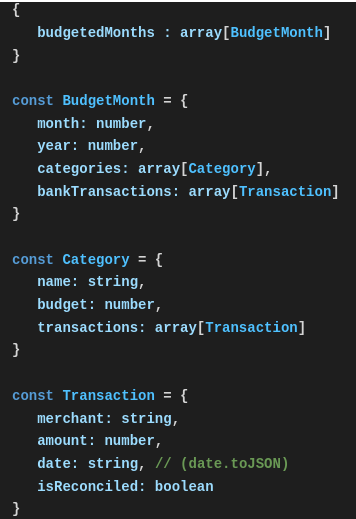 {
   budgetedMonths : array[BudgetMonth]
}

const BudgetMonth = {
   month: number,
   year: number,
   categories: array[Category],
   bankTransactions: array[Transaction]
}

const Category = {
   name: string,
   budget: number,
   transactions: array[Transaction]
}

const Transaction = {
   merchant: string,
   amount: number,
   date: string, // (date.toJSON)
   isReconciled: boolean
}